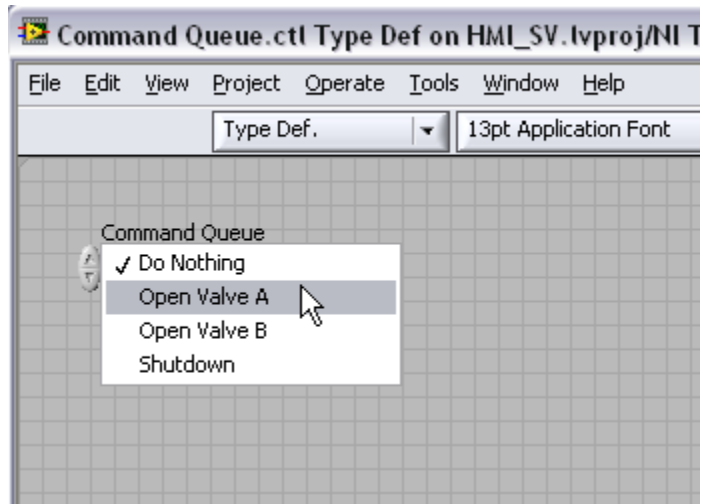 Command Queue.ctl Type Def on HMI_SV.lvproj/NI T
File Edit View Project Operate Tools Window Help
Type Def. 13pt Application Font
Command Queue
✓ Do Nothing
Open Valve A
Open Valve B
Shutdown